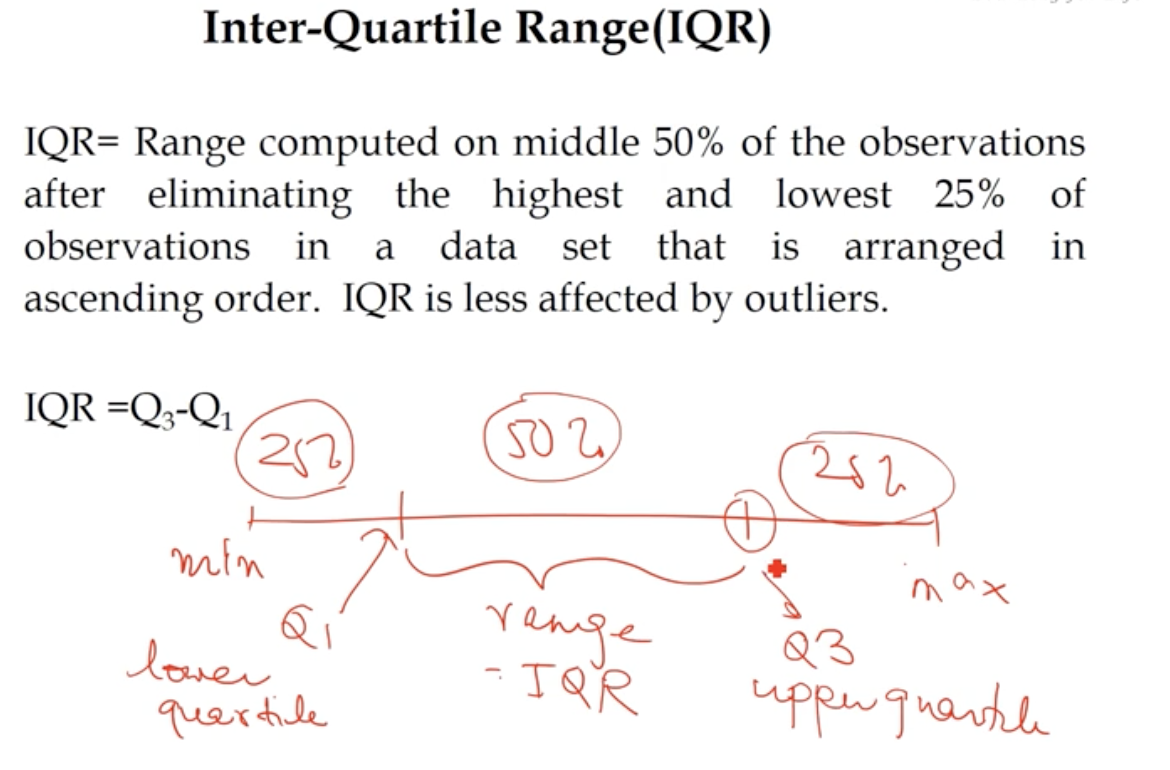 Inter-Quartile Range(IQR)
IQR= Range computed on middle 50% of the observations
after eliminating the highest and lowest 25% of
observations in a data set that is arranged in
ascending order. IQR is less affected by outliers.
IQR =Q₃-Q₁
25% 50% 25%
min max
Q1 range Q3
lower = IQR upper quartile
quartile